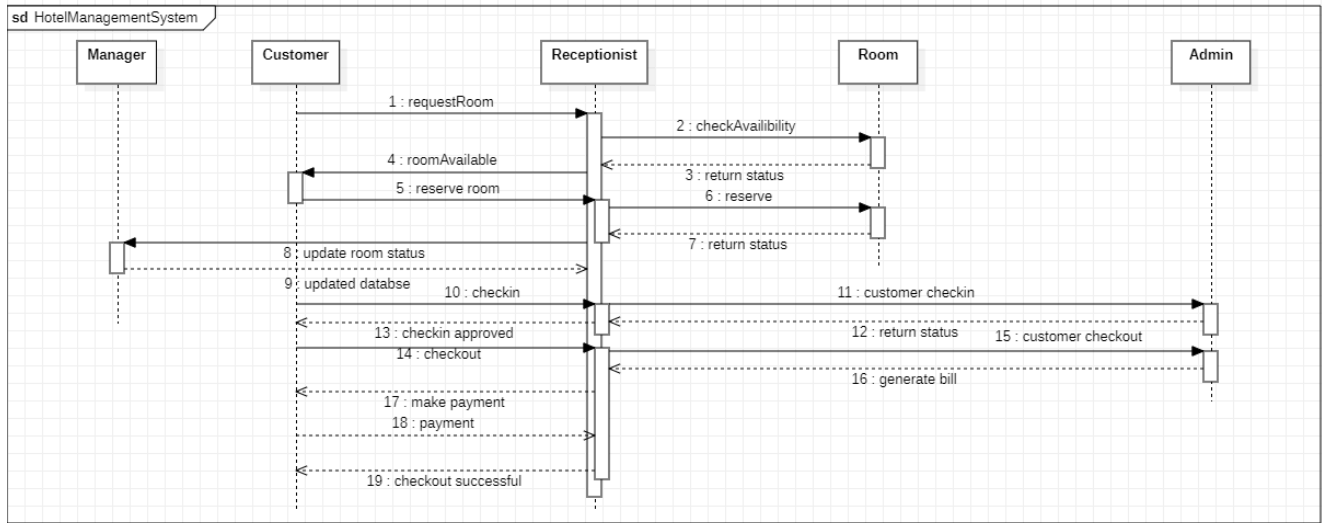 sd HotelManagementSystem
Manager
Customer
Receptionist
Room
Admin
1 : requestRoom
2 : checkAvailibility
3 : return status
4 : roomAvailable
5 : reserve room
6 : reserve
7 : return status
8 : update room status
9 : updated databse
10 : checkin
11 : customer checkin
12 : return status
13 : checkin approved
14 : checkout
15 : customer checkout
16 : generate bill
17 : make payment
18 : payment
19 : checkout successful